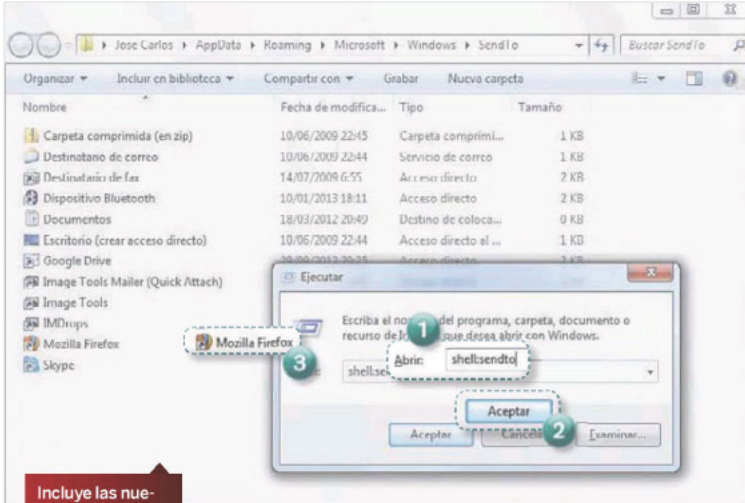 Jose Carlos ▸ AppData ▸ Roaming ▸ Microsoft ▸ Windows ▸ SendTo
Buscar SendTo
Organizar
Incluir en biblioteca
Compartir con
Grabar
Nueva carpeta
Nombre
Fecha de modifica...
Tipo
Tamaño
Carpeta comprimida (en zip) 10/06/2009 22:45 Carpeta comprimi... 1 KB
Destinatario de correo 10/06/2009 22:44 Servicio de correo 1 KB
Destinatario de fax 14/07/2009 6:55 Acceso directo 2 KB
Dispositivo Bluetooth 10/01/2013 18:11 Acceso directo 2 KB
Documentos 18/03/2012 20:49 Destino de coloca... 0 KB
Escritorio (crear acceso directo) 10/06/2009 22:44 Acceso directo al ... 1 KB
Google Drive
Image Tools Mailer (Quick Attach)
Image Tools
IMDrops
Mozilla Firefox
Skype
Ejecutar
Escriba el del programa, carpeta, documento o
recurso de que desea abrir con Windows.
1
Abrir: shell:sendto
Mozilla Firefox
3
Aceptar
2
Aceptar
Examinar...
Incluye las nue-